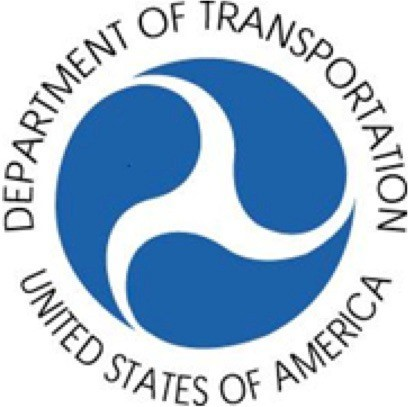 DEPARTMENT OF TRANSPORTATION
UNITED STATES OF AMERICA